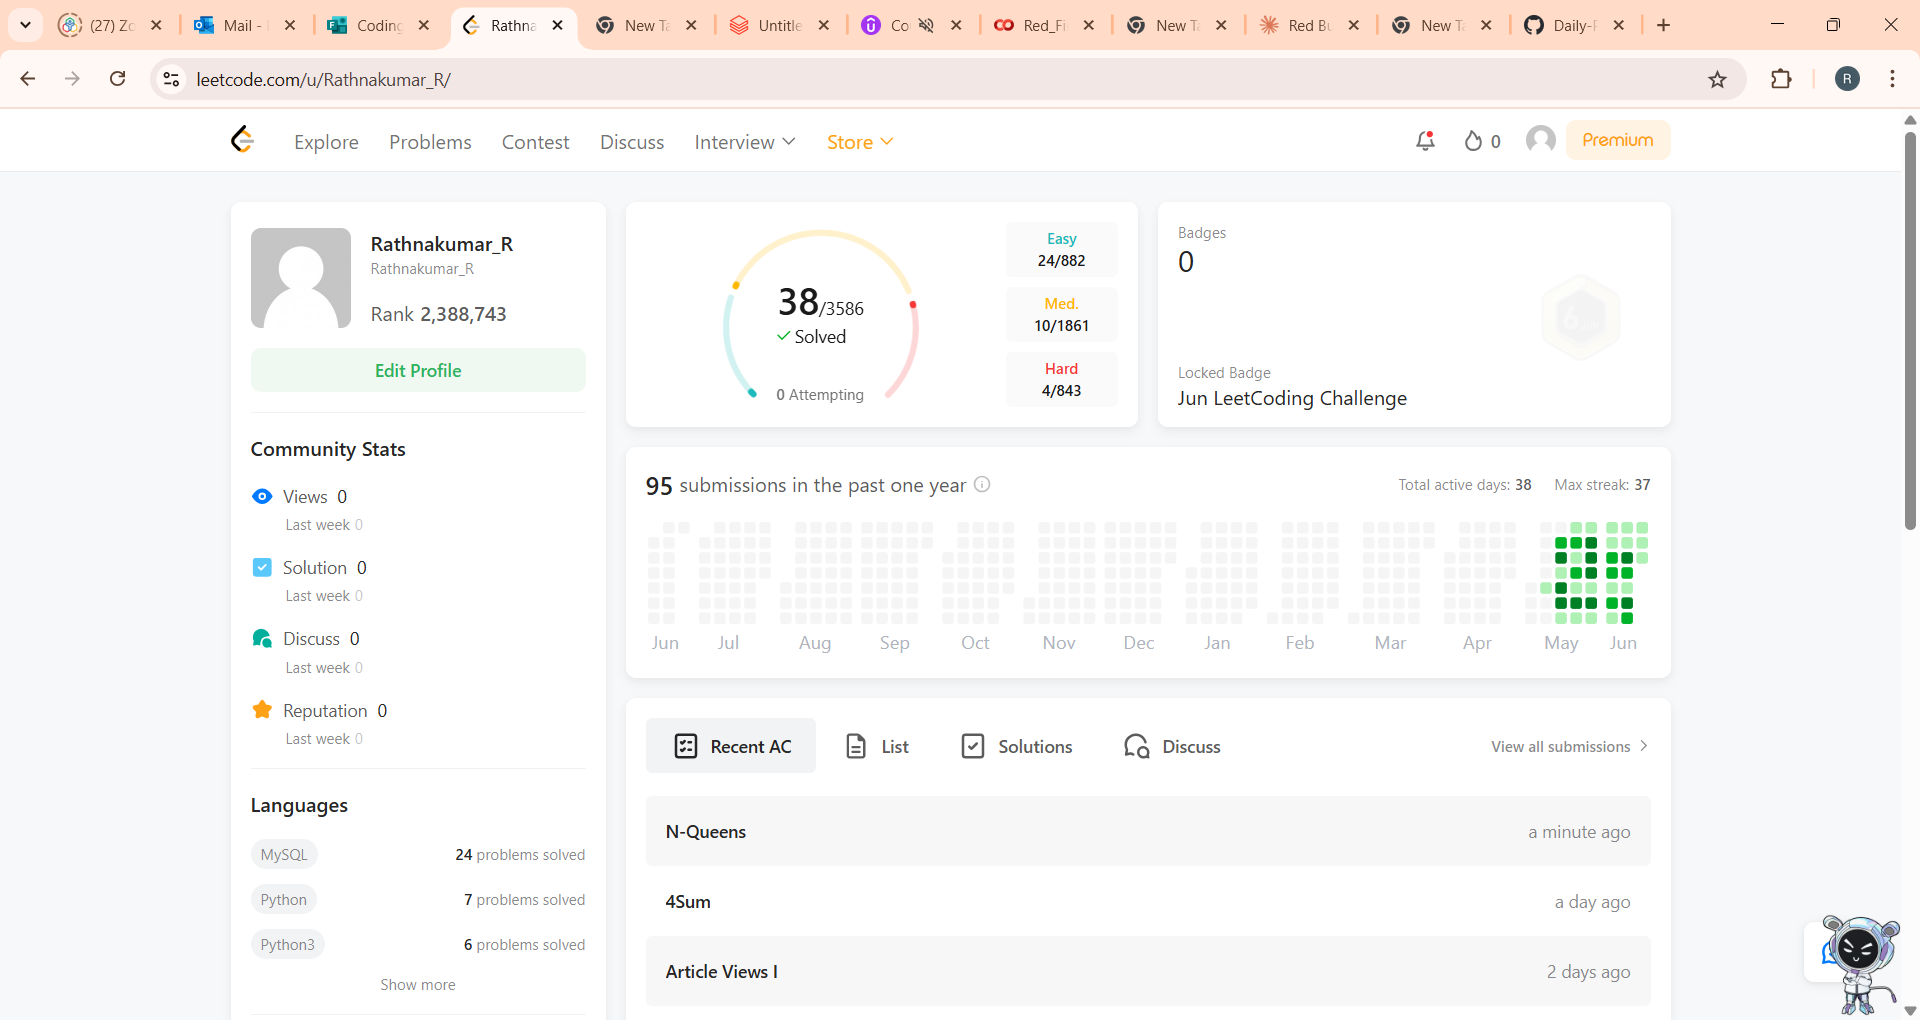 (27) Zo
Mail -
Coding
Rathna
New Ta
Untitle
Co
Red_Fi
New Ta
Red Bu
New Ta
Daily-
leetcode.com/u/Rathnakumar_R/
R
Explore
Problems
Contest
Discuss
Interview
Store
0
Premium
Rathnakumar_R
Rathnakumar_R
Rank 2,388,743
Edit Profile
Community Stats
Views 0
Last week 0
Solution 0
Last week 0
Discuss 0
Last week 0
Reputation 0
Last week 0
Languages
MySQL
24 problems solved
Python
7 problems solved
Python3
6 problems solved
Show more
38/3586
Solved
0 Attempting
Easy
24/882
Med.
10/1861
Hard
4/843
Badges
0
Locked Badge
Jun LeetCoding Challenge
95 submissions in the past one year
Total active days: 38
Max streak: 37
Jun
Jul
Aug
Sep
Oct
Nov
Dec
Jan
Feb
Mar
Apr
May
Jun
Recent AC
List
Solutions
Discuss
View all submissions
N-Queens
a minute ago
4Sum
a day ago
Article Views I
2 days ago